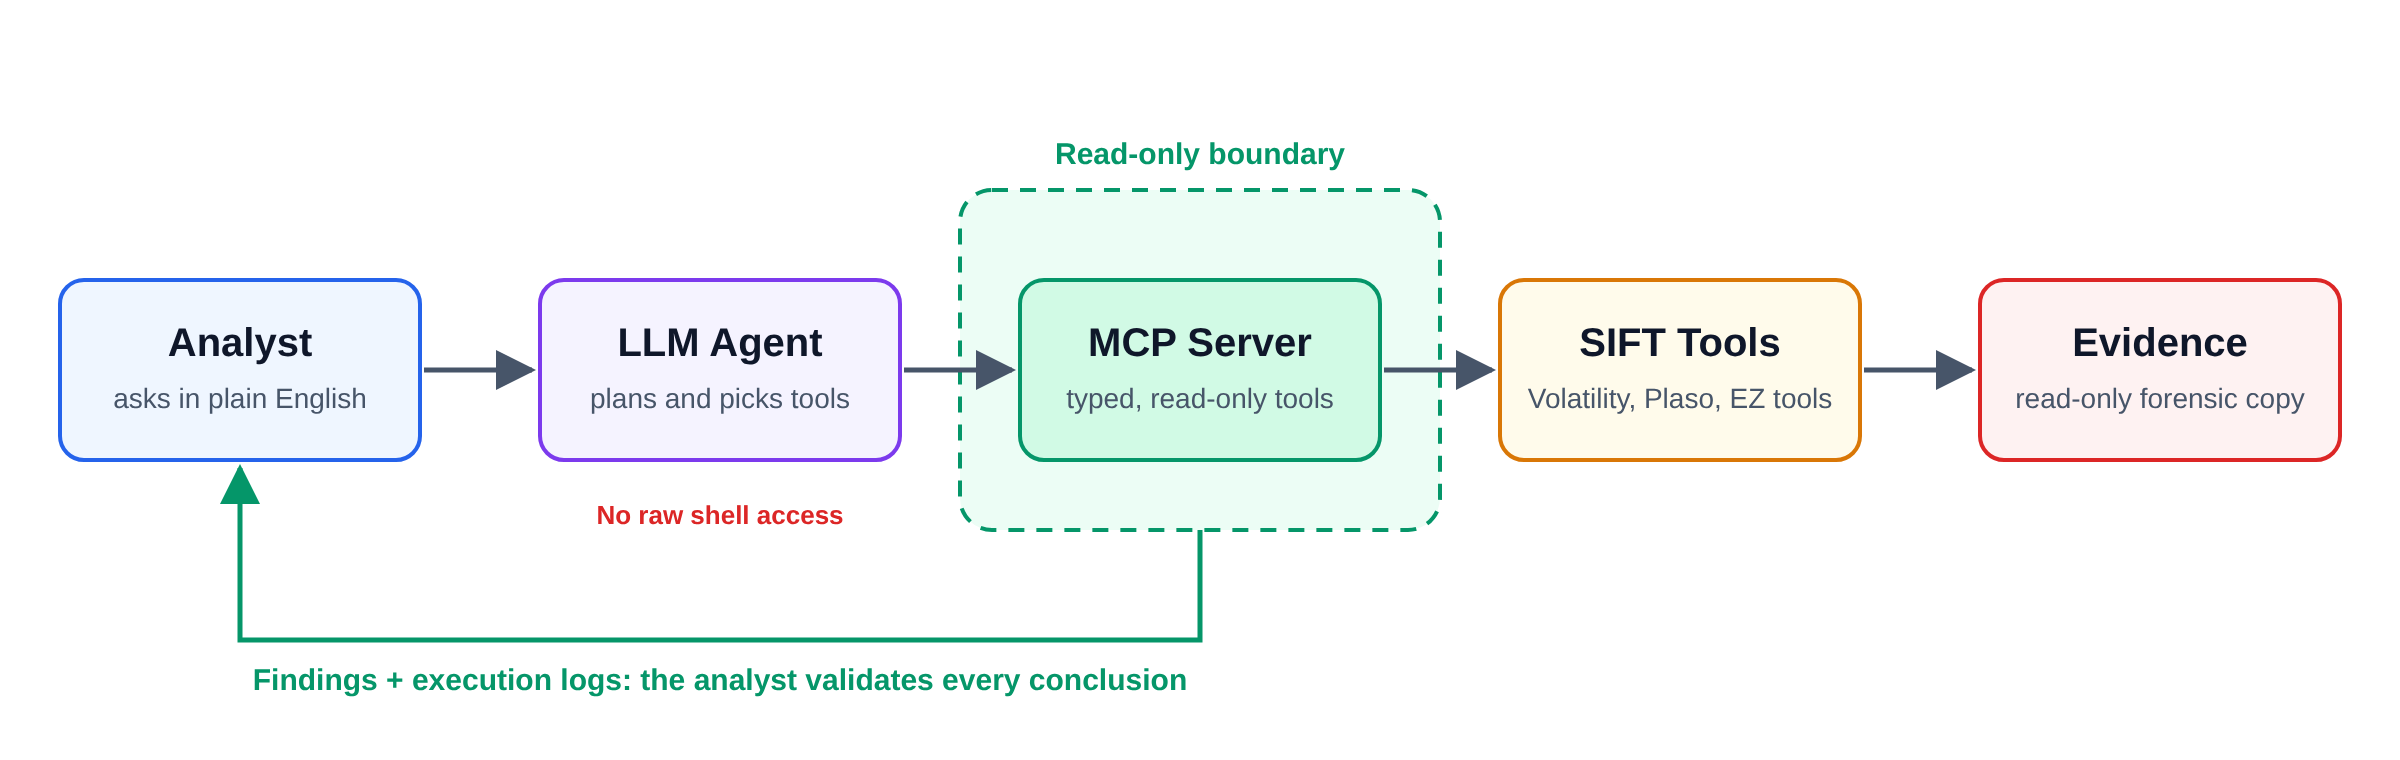 Read-only boundary
Analyst
asks in plain English
LLM Agent
plans and picks tools
MCP Server
typed, read-only tools
SIFT Tools
Volatility, Plaso, EZ tools
Evidence
read-only forensic copy
No raw shell access
Findings + execution logs: the analyst validates every conclusion